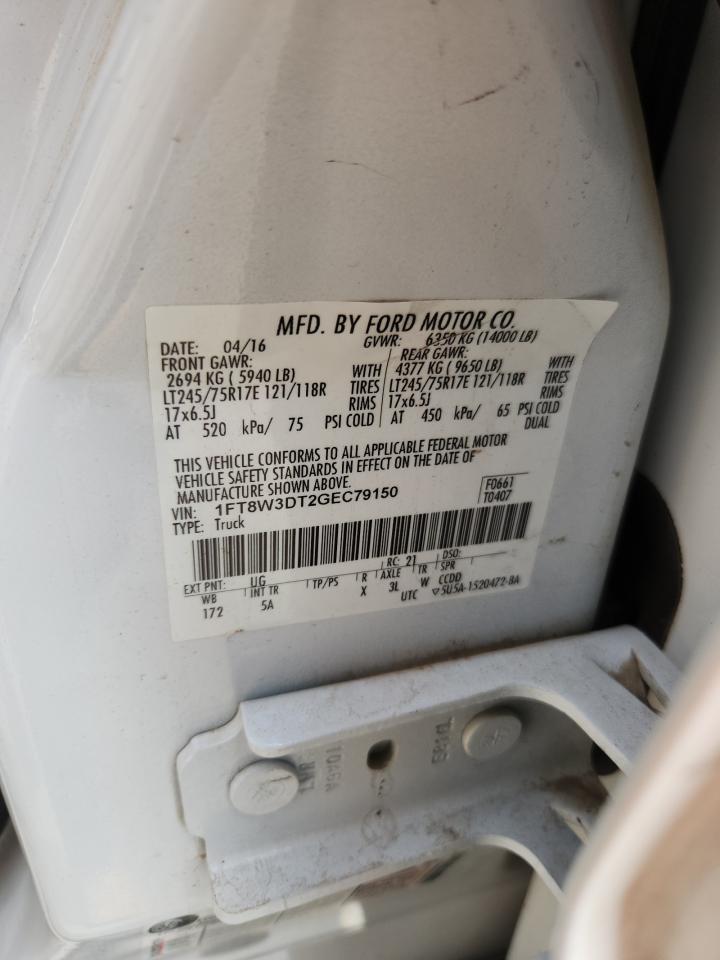 MFD. BY FORD MOTOR CO.
DATE: 04/16 GVWR: 6350 KG (14000 LB)
FRONT GAWR: REAR GAWR:
2694 KG ( 5940 LB) WITH 4377 KG ( 9650 LB) WITH
LT245/75R17E 121/118R TIRES LT245/75R17E 121/118R TIRES
17x6.5J RIMS 17x6.5J RIMS
AT 520 kPa/ 75 PSI COLD AT 450 kPa/ 65 PSI COLD
DUAL
THIS VEHICLE CONFORMS TO ALL APPLICABLE FEDERAL MOTOR
VEHICLE SAFETY STANDARDS IN EFFECT ON THE DATE OF
MANUFACTURE SHOWN ABOVE.
VIN: 1FT8W3DT2GEC79150 F0661
TYPE: Truck T0407
RC: 21 DSO:
EXT PNT: UG AXLE TR SPR
WB INT TR TP/PS R
172 5A X 3L W CCDD
UTC ▽5U5A-1520472-8A